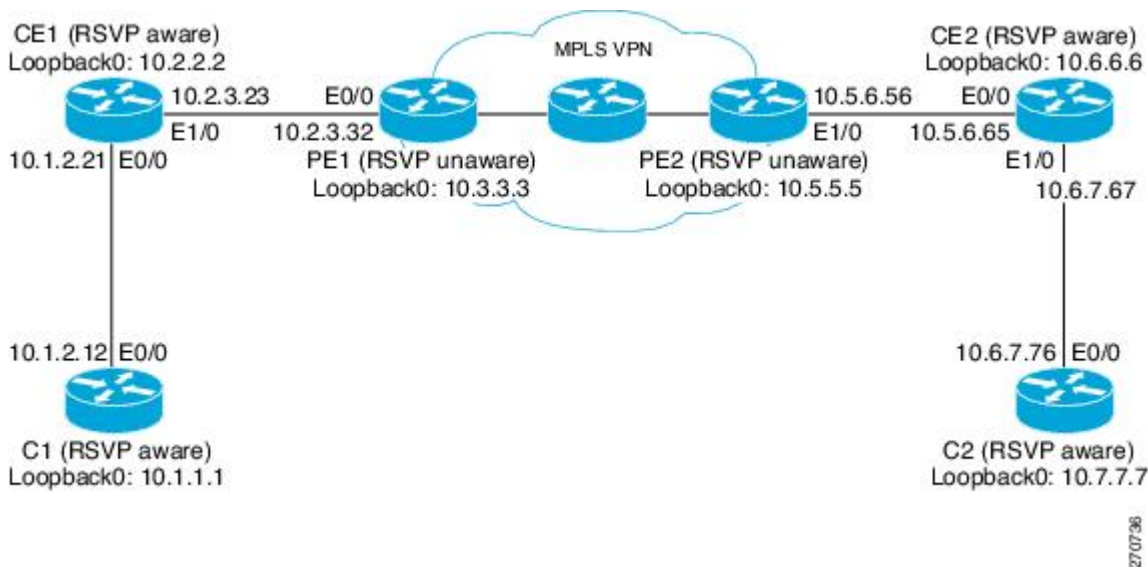 CE1 (RSVP aware)
Loopback0: 10.2.2.2
MPLS VPN
CE2 (RSVP aware)
Loopback0: 10.6.6.6
10.2.3.23
E0/0
10.5.6.56
E0/0
E1/0
10.2.3.32
E1/0
10.5.6.65
10.1.2.21
E0/0
PE1 (RSVP unaware)
Loopback0: 10.3.3.3
PE2 (RSVP unaware)
Loopback0: 10.5.5.5
E1/0
10.6.7.67
10.1.2.12
E0/0
10.6.7.76
E0/0
C1 (RSVP aware)
Loopback0: 10.1.1.1
C2 (RSVP aware)
Loopback0: 10.7.7.7
270736